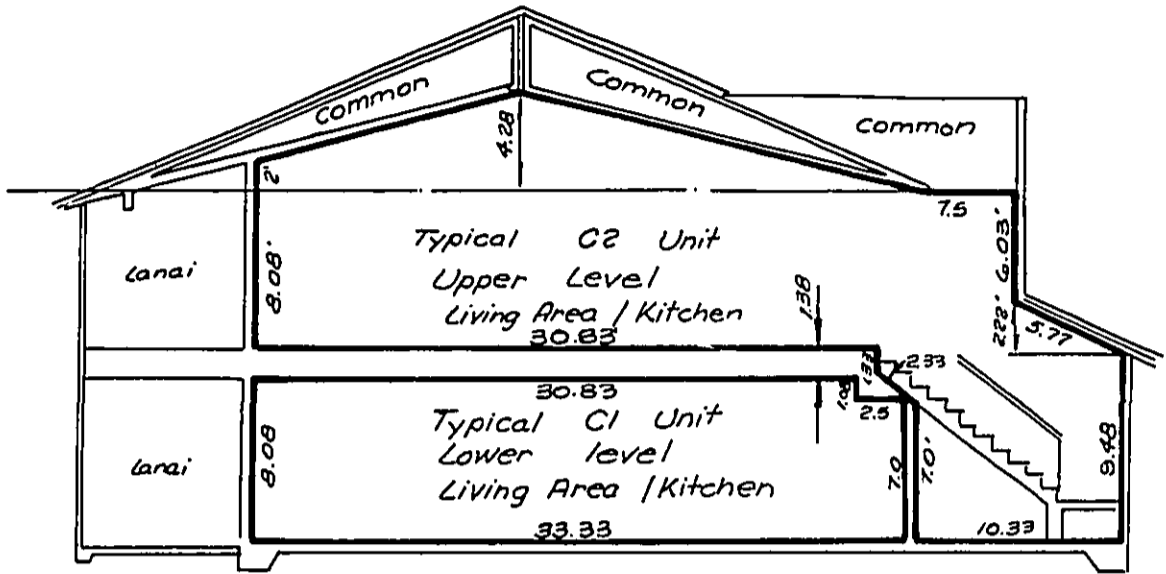 Common
Common
Common
4.28
2'
7.5
Typical C2 Unit
Upper Level
Living Area / Kitchen
30.83
Lanai
8.08'
1.38
6.03'
2.22'
5.77
30.83
1.33
2.33
1.08
2.5
Typical C1 Unit
Lower level
Living Area / Kitchen
Lanai
8.08
7.0
7.0'
9.48
10.33
33.33